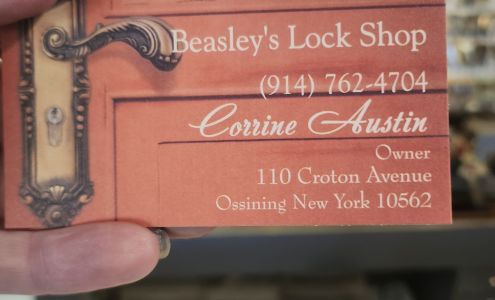 Beasley's Lock Shop
(914) 762-4704
Corrine Austin
Owner
110 Croton Avenue
Ossining New York 10562